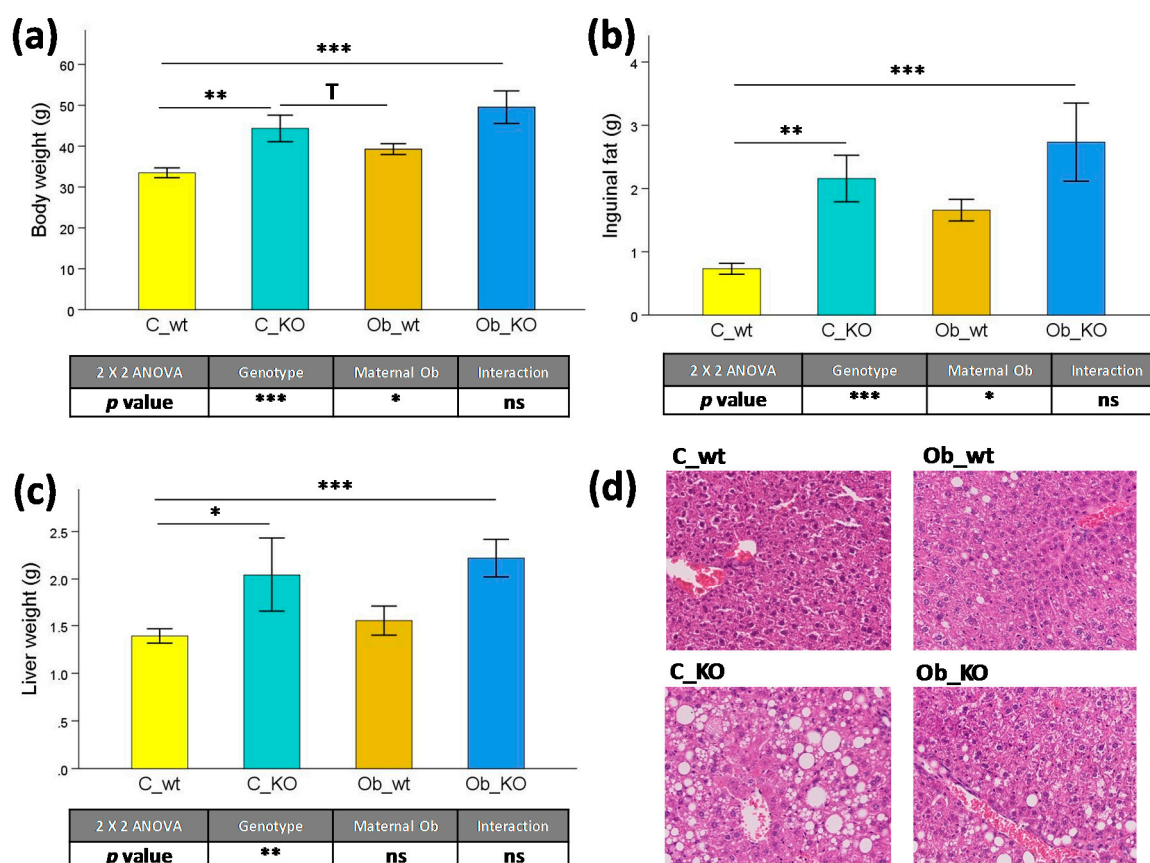 (a)
Body weight (g)
60
50
40
30
20
10
0
***
**
T
C_wt
C_KO
Ob_wt
Ob_KO
2 X 2 ANOVA Genotype Maternal Ob Interaction
p value *** * ns
(b)
Inguinal fat (g)
4
3
2
1
0
***
**
C_wt
C_KO
Ob_wt
Ob_KO
2 X 2 ANOVA Genotype Maternal Ob Interaction
p value *** * ns
(c)
Liver weight (g)
2.5
2.0
1.5
1.0
.5
.0
***
*
C_wt
C_KO
Ob_wt
Ob_KO
2 X 2 ANOVA Genotype Maternal Ob Interaction
p value ** ns ns
(d)
C_wt
Ob_wt
C_KO
Ob_KO